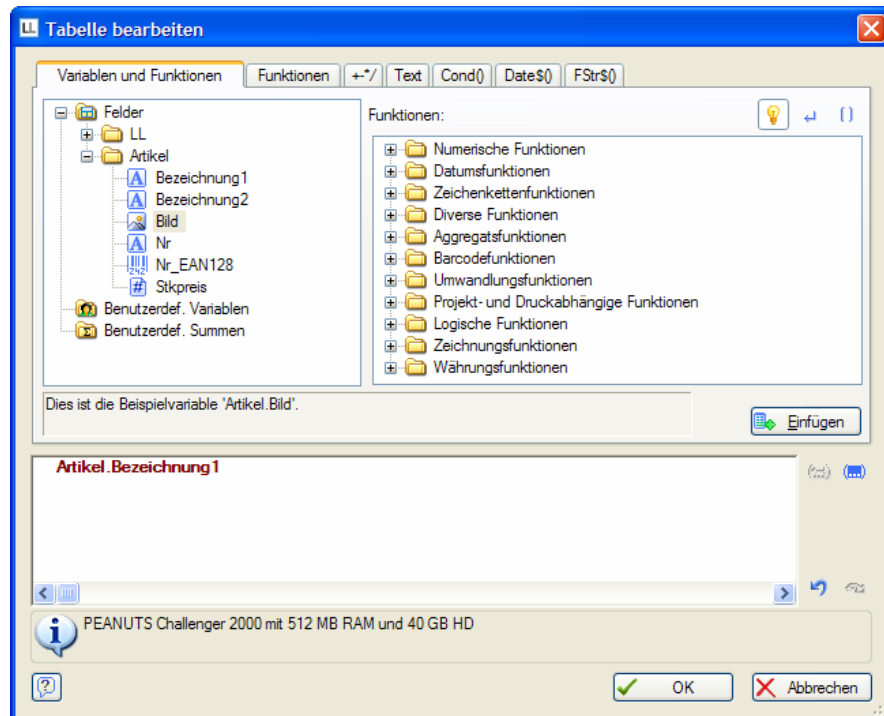 LL Tabelle bearbeiten
Variablen und Funktionen Funktionen +-*/ Text Cond() Date$() FStr$()
Felder
LL
Artikel
Bezeichnung1
Bezeichnung2
Bild
Nr
Nr_EAN128
Stkpreis
Benutzerdef. Variablen
Benutzerdef. Summen
Funktionen:
Numerische Funktionen
Datumsfunktionen
Zeichenkettenfunktionen
Diverse Funktionen
Aggregatsfunktionen
Barcodefunktionen
Umwandlungsfunktionen
Projekt- und Druckabhängige Funktionen
Logische Funktionen
Zeichnungsfunktionen
Währungsfunktionen
Dies ist die Beispielvariable 'Artikel.Bild'.
Einfügen
Artikel.Bezeichnung1
PEANUTS Challenger 2000 mit 512 MB RAM und 40 GB HD
OK Abbrechen